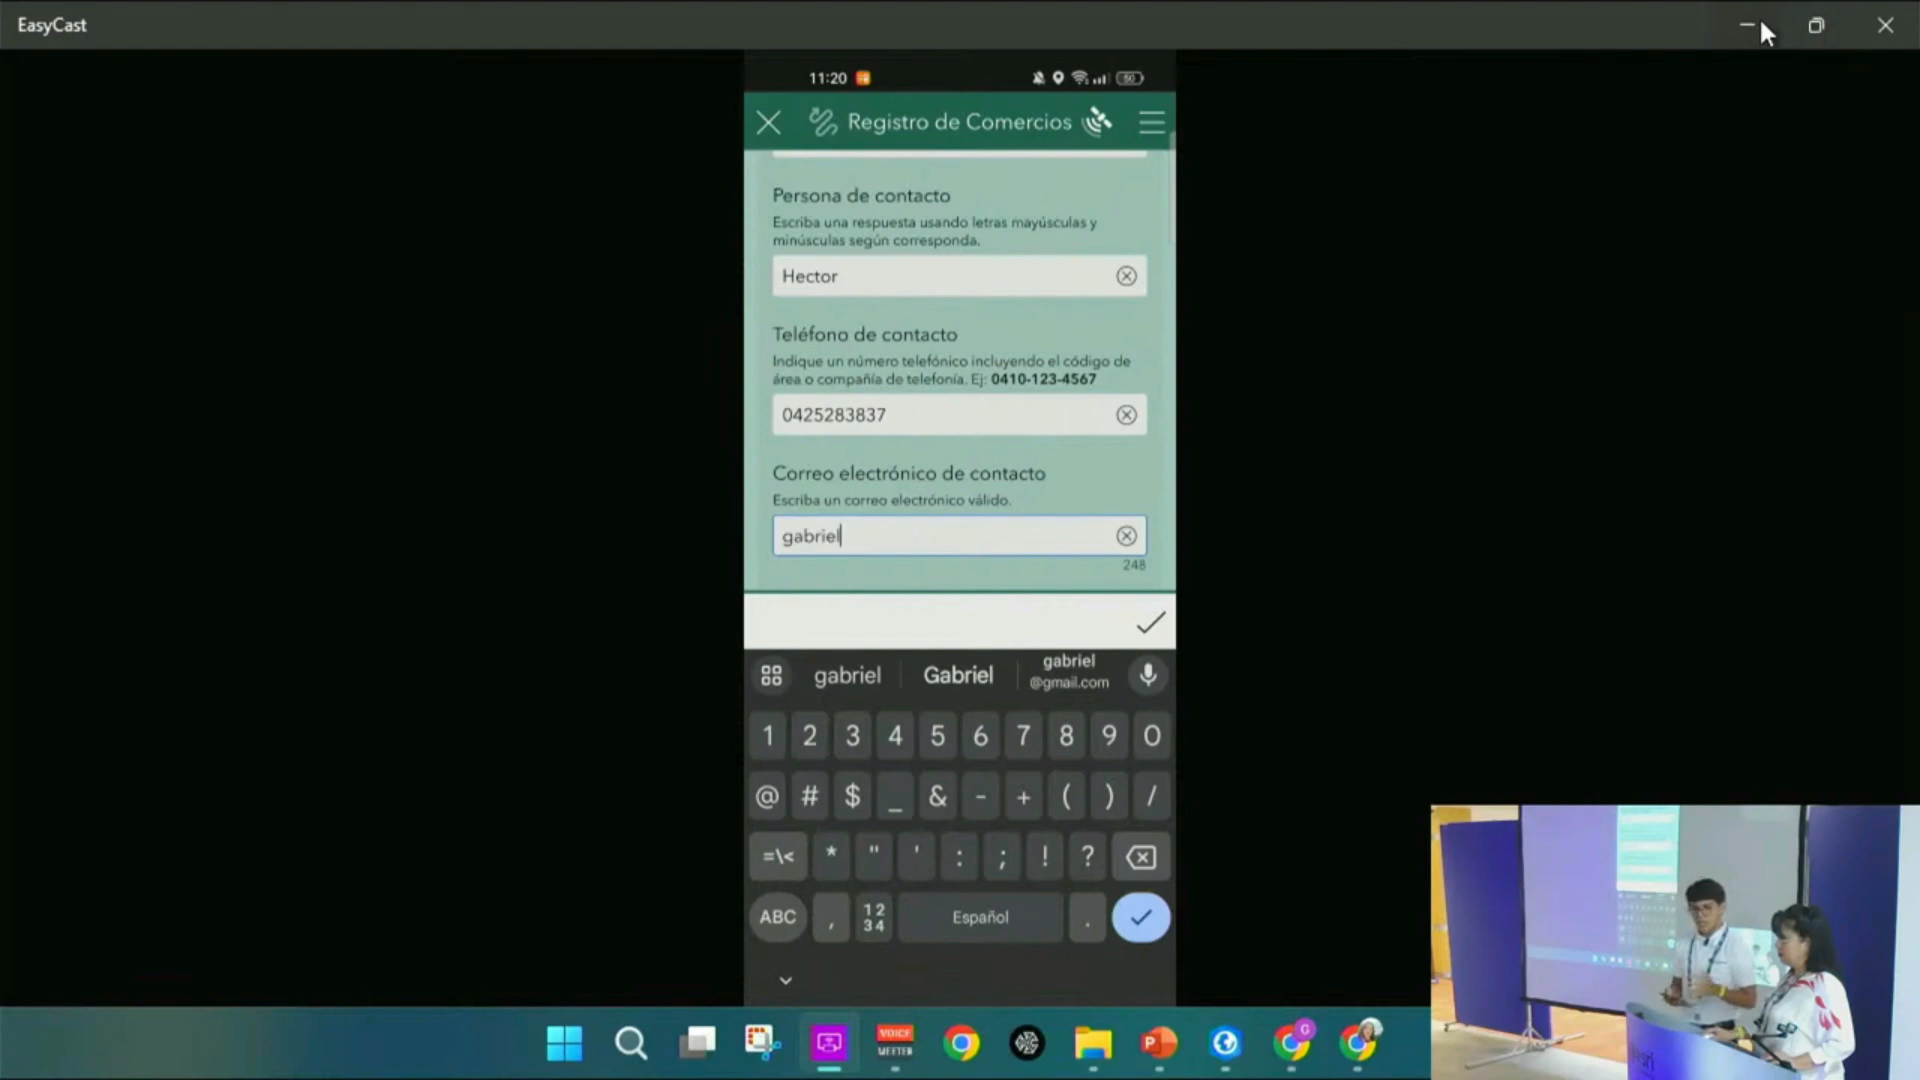 EasyCast
11:20
50
Registro de Comercios
Persona de contacto
Escriba una respuesta usando letras mayúsculas y
minúsculas según corresponda.
Hector
Teléfono de contacto
Indique un número telefónico incluyendo el código de
área o compañía de telefonía. Ej: 0410-123-4567
0425283837
Correo electrónico de contacto
Escriba un correo electrónico válido.
gabriel
248
gabriel Gabriel gabriel
@gmail.com
1 2 3 4 5 6 7 8 9 0
@ # $ _ & - + ( ) /
=\< * " ' : ; ! ?
ABC , 12
34 Español .
VOICE
MEETER
P
G
esri